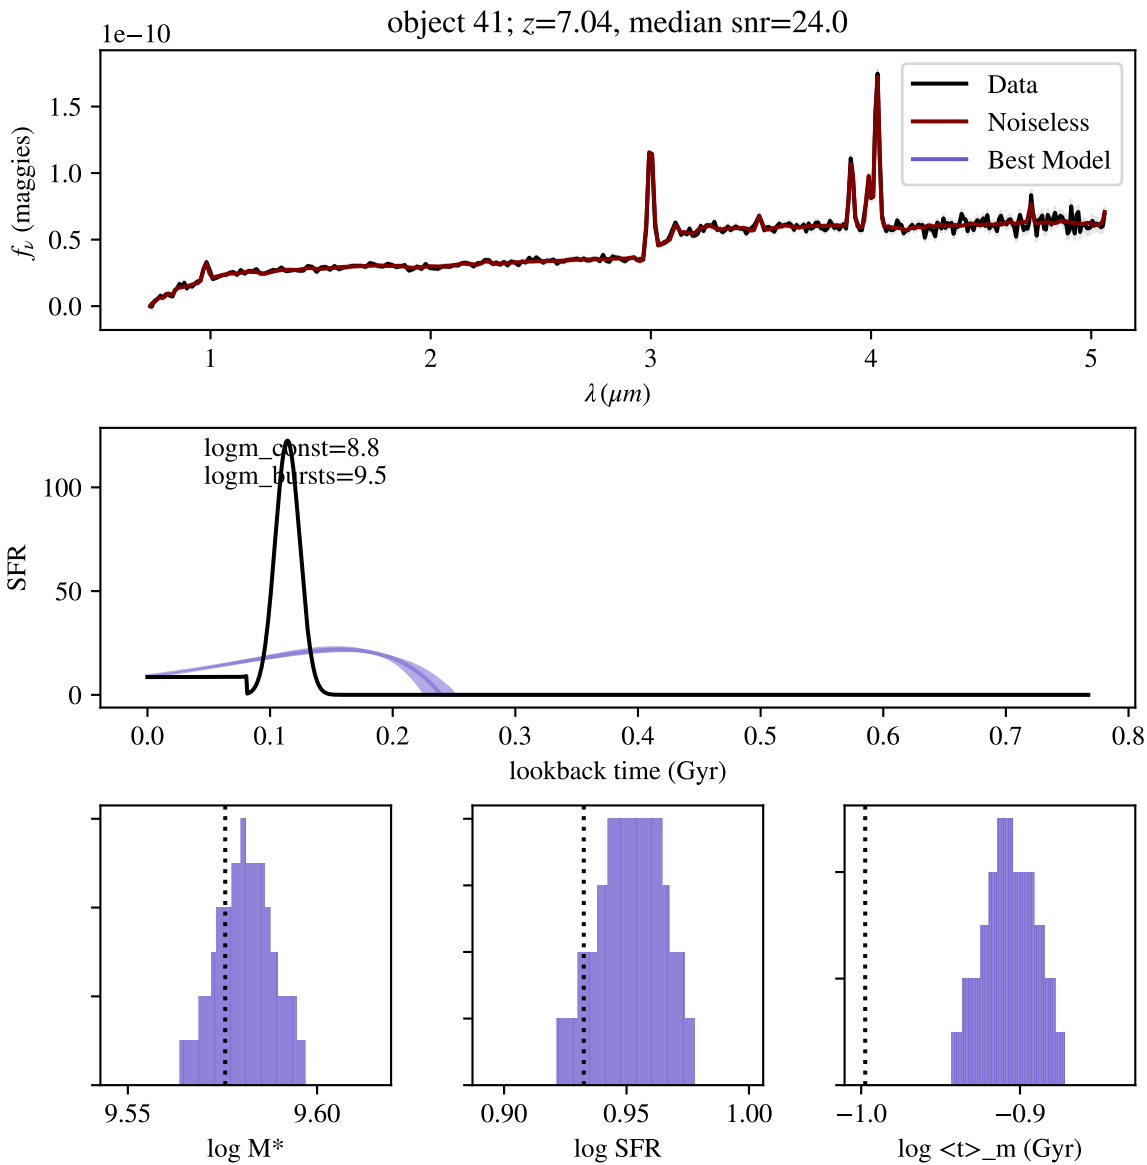 object 41; z=7.04, median snr=24.0
1e−10
Data
Noiseless
Best Model
1.5
1.0
0.5
0.0
fν (maggies)
1 2 3 4 5
λ(μm)
logm_const=8.8
logm_bursts=9.5
100
50
0
SFR
0.0 0.1 0.2 0.3 0.4 0.5 0.6 0.7 0.8
lookback time (Gyr)
9.55 9.60
log M*
0.90 0.95 1.00
log SFR
−1.0 −0.9
log <t>_m (Gyr)